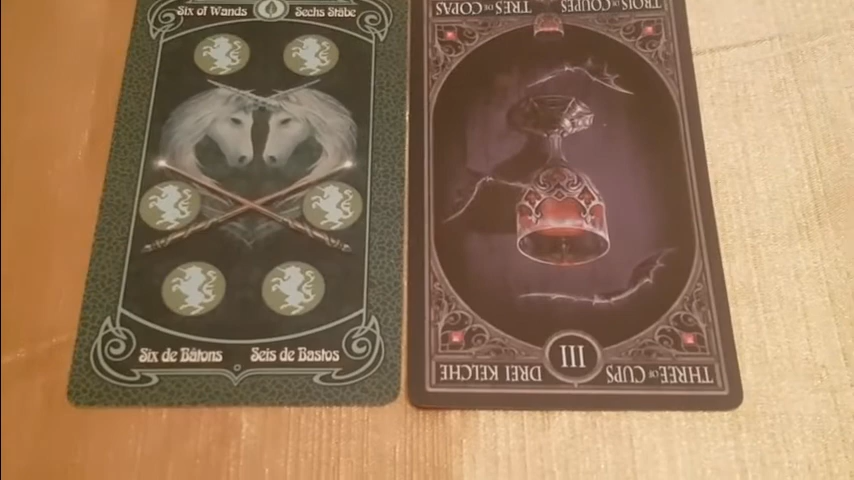 Six of Wands Sechs Stäbe
Six de Bâtons Seis de Bastos
TROIS DE COUPES TRES DE COPAS
III
THREE OF CUPS DREI KELCHE